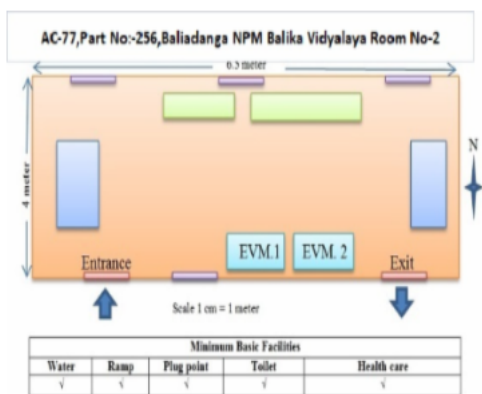 AC-77,Part No:-256,Baliadanga NPM Balika Vidyalaya Room No-2
6.5 meter
4 meter
N
EVM.1 EVM. 2
Entrance Exit
Scale 1 cm = 1 meter
Minimum Basic Facilities
Water Ramp Plug point Toilet Health care
√ √ √ √ √